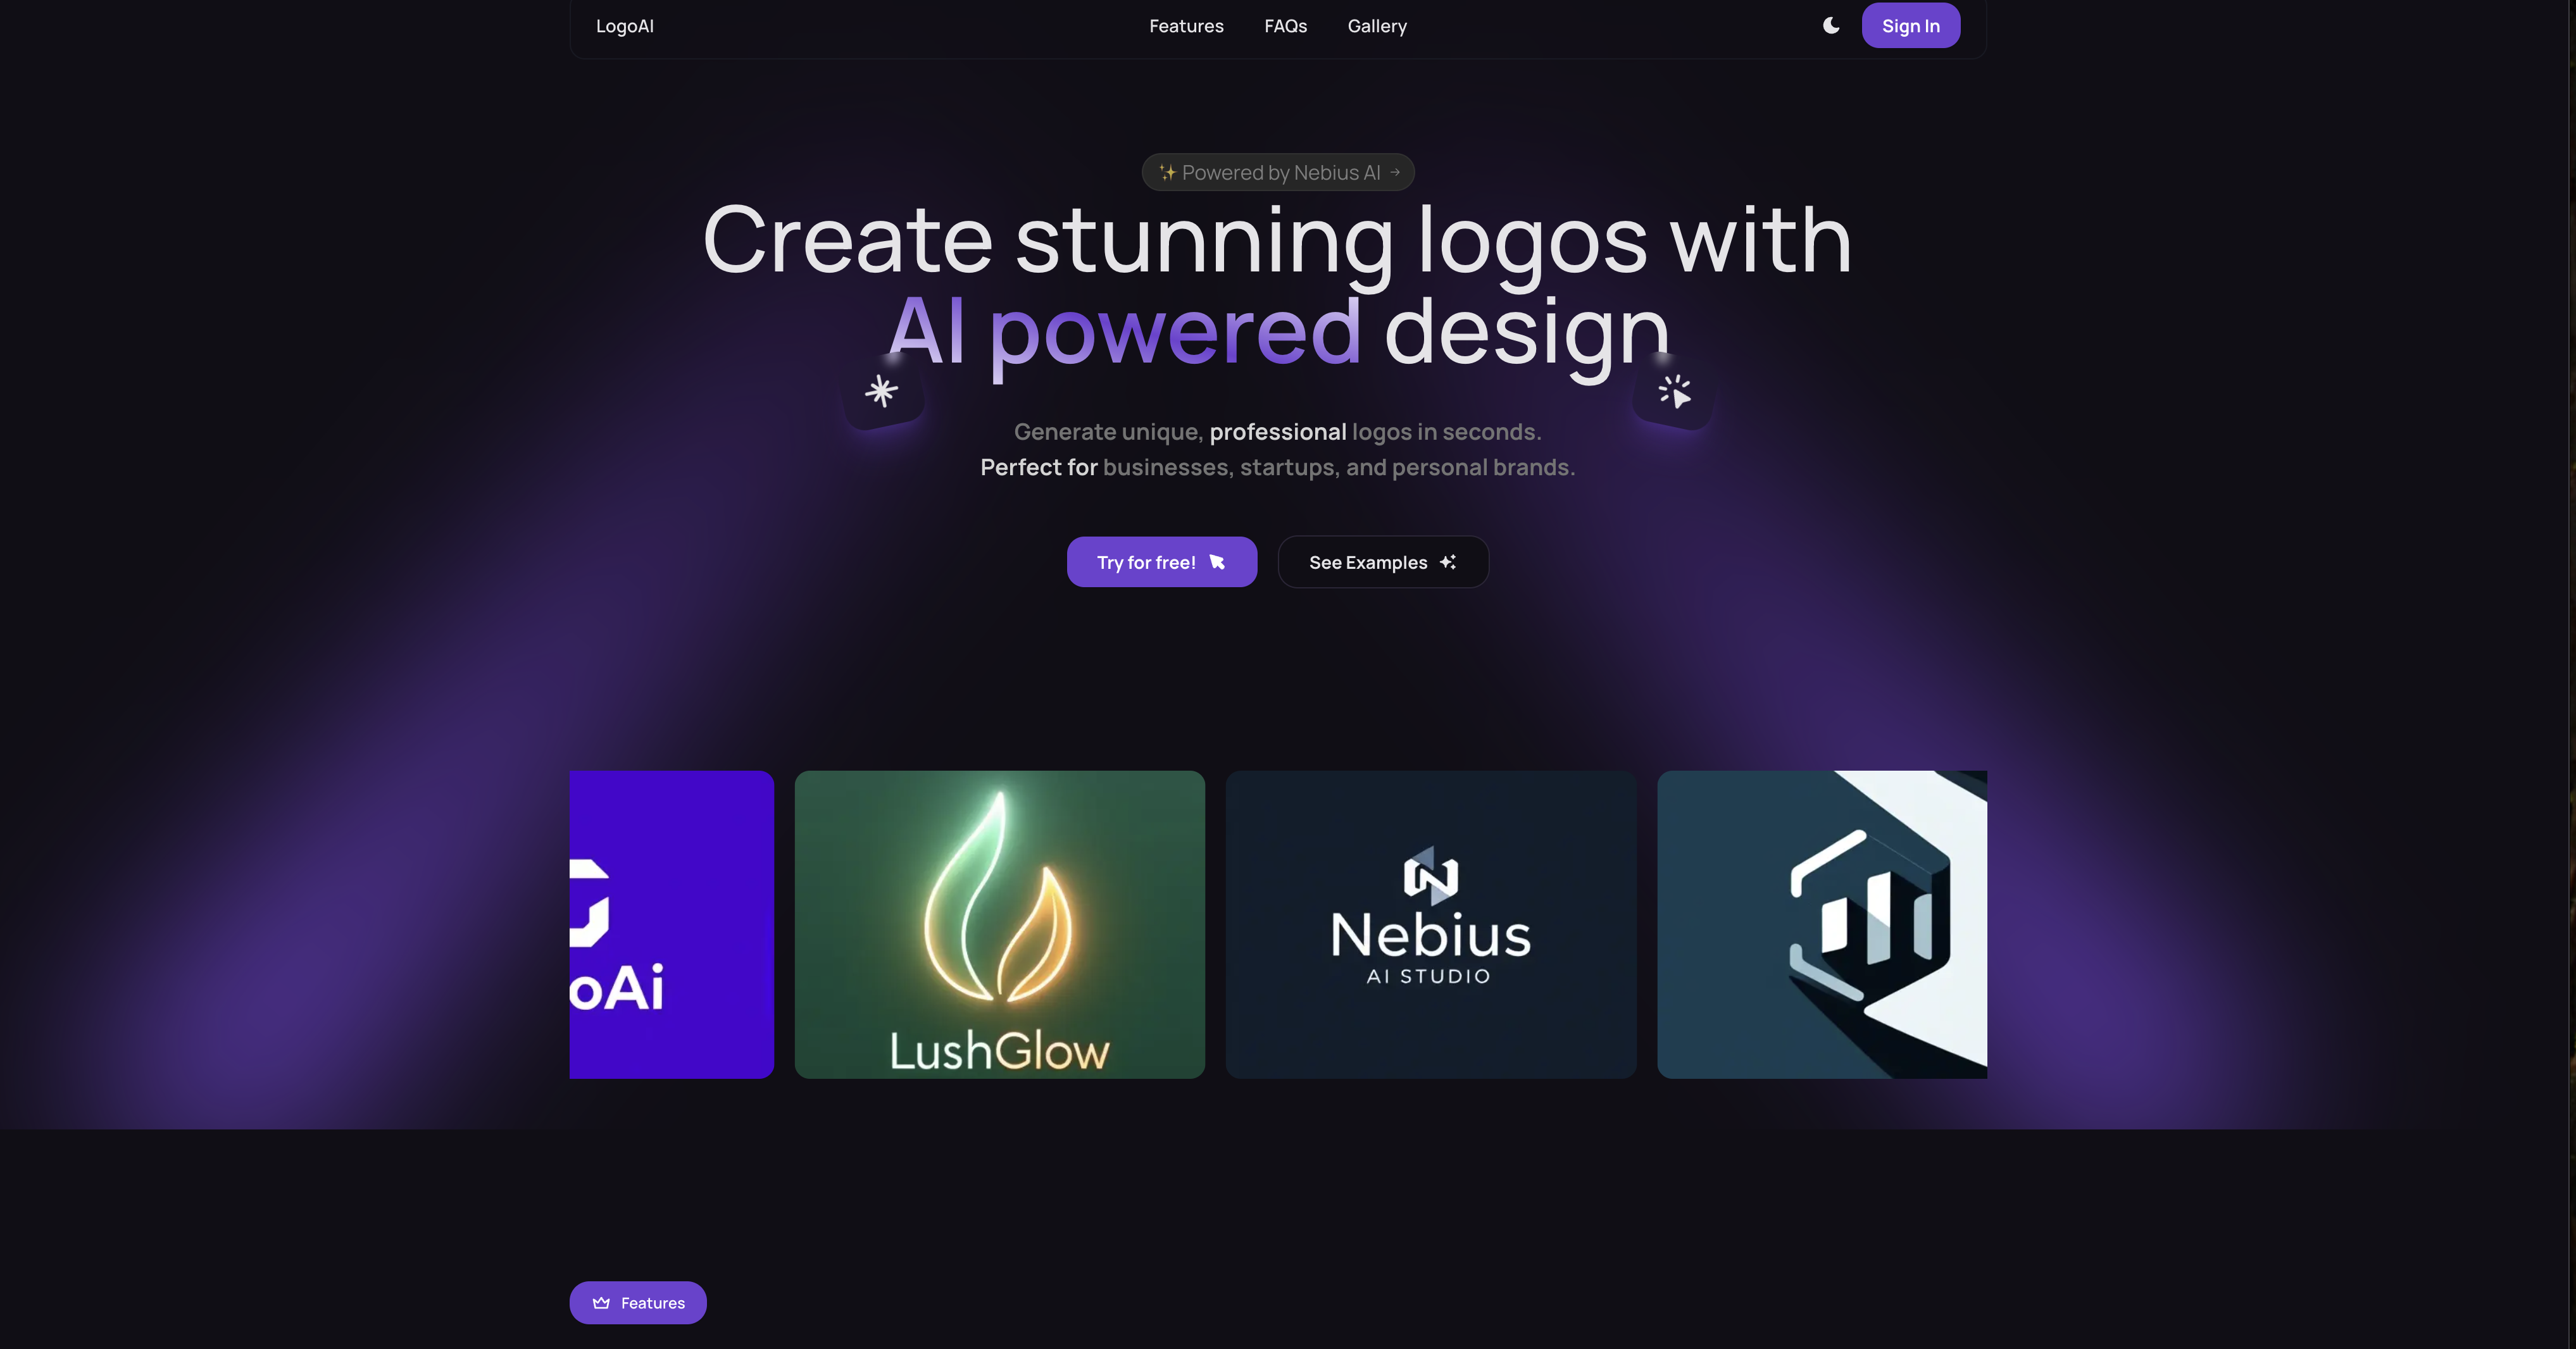 LogoAI
Features
FAQs
Gallery
Sign In
✨ Powered by Nebius AI →
Create stunning logos with
AI powered design
Generate unique, professional logos in seconds.
Perfect for businesses, startups, and personal brands.
Try for free!
See Examples
oAi
LushGlow
Nebius
AI STUDIO
Features